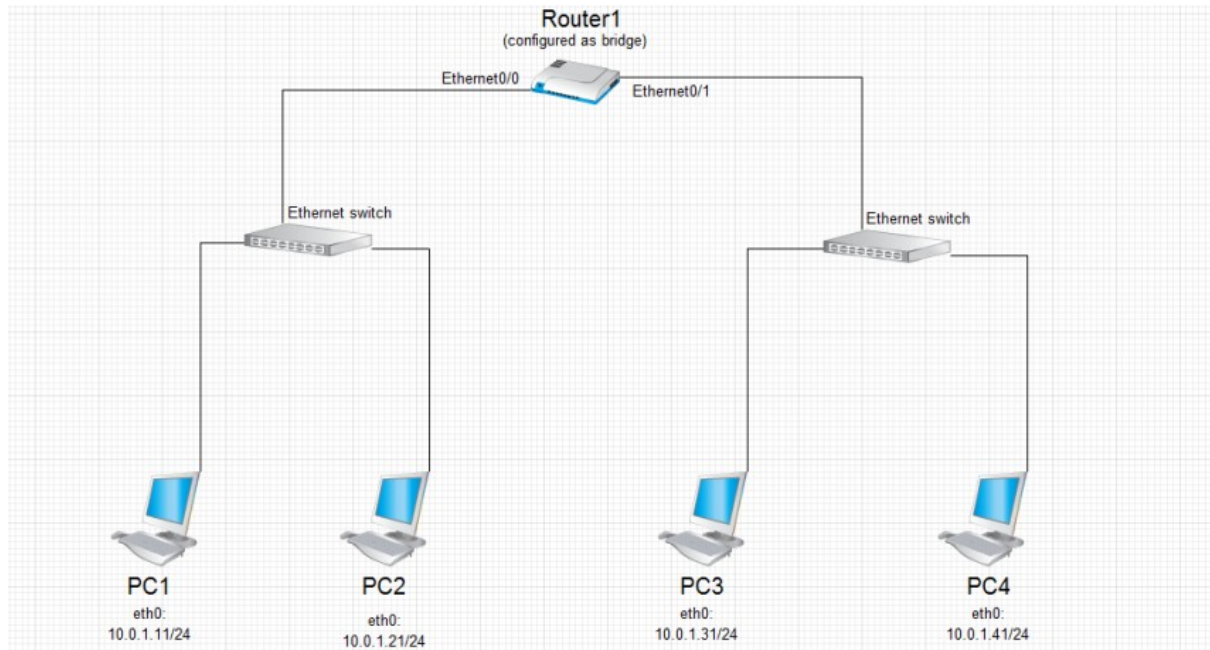 Router1
(configured as bridge)
Ethernet0/0
Ethernet0/1
Ethernet switch
Ethernet switch
PC1
eth0:
10.0.1.11/24
PC2
eth0:
10.0.1.21/24
PC3
eth0:
10.0.1.31/24
PC4
eth0:
10.0.1.41/24